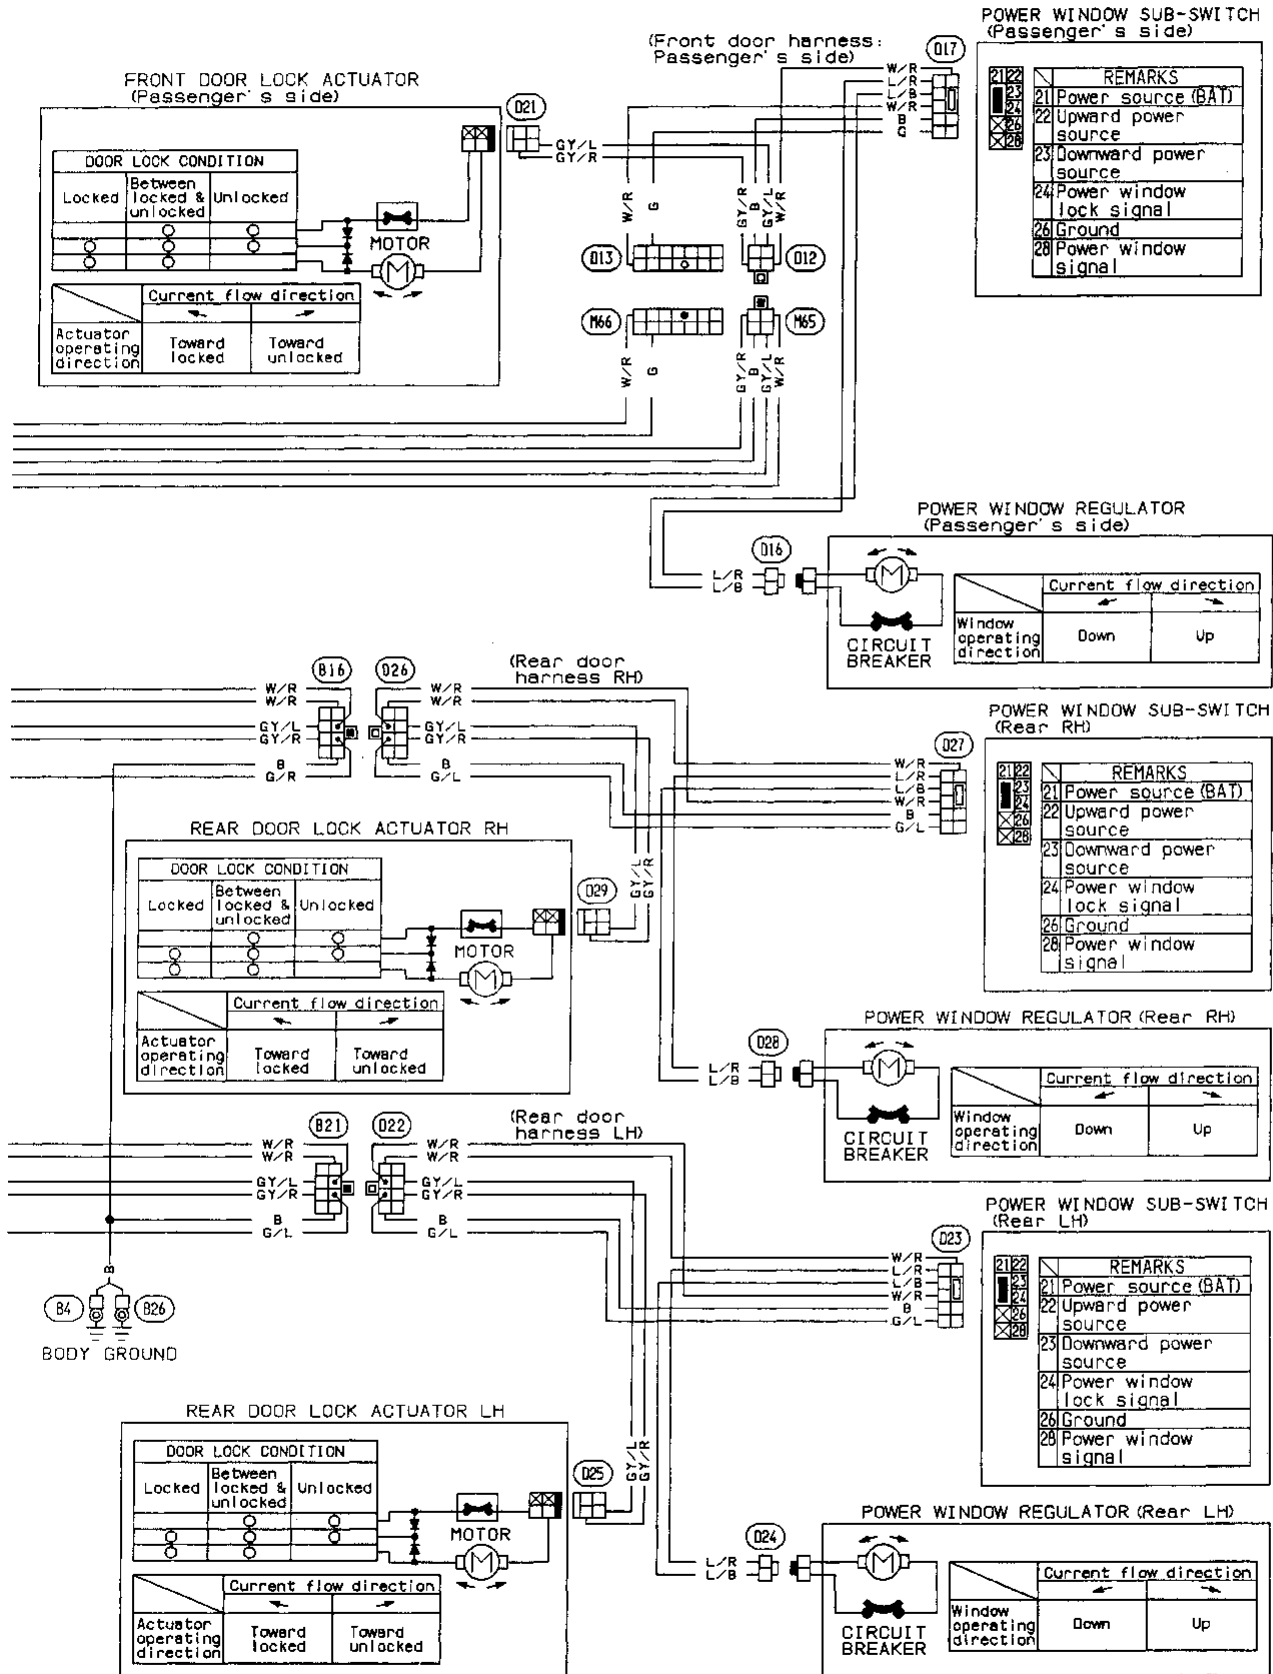 POWER WINDOW SUB-SWITCH
(Passenger's side)
(Front door harness:
Passenger's side)
D17
W/R
L/R
L/B
W/R
B
G
21 22
23
24
26
28
REMARKS
21 Power source (BAT)
22 Upward power
source
23 Downward power
source
24 Power window
lock signal
26 Ground
28 Power window
signal
FRONT DOOR LOCK ACTUATOR
(Passenger's side)
D21
GY/L
GY/R
DOOR LOCK CONDITION
Locked
Between
locked &
unlocked
Unlocked
MOTOR
M
Current flow direction
Actuator
operating
direction
Toward
locked
Toward
unlocked
W/R
G
GY/R
B
GY/L
W/R
D13
D12
M66
M65
W/R
G
GY/R
B
GY/L
W/R
POWER WINDOW REGULATOR
(Passenger's side)
D16
L/R
L/B
M
CIRCUIT
BREAKER
Current flow direction
Window
operating
direction
Down
Up
B16
D26
(Rear door
harness RH)
W/R
W/R
GY/L
GY/R
B
G/R
W/R
W/R
GY/L
GY/R
B
G/L
POWER WINDOW SUB-SWITCH
(Rear RH)
D27
W/R
L/R
L/B
W/R
B
G/L
21 22
23
24
26
28
REMARKS
21 Power source (BAT)
22 Upward power
source
23 Downward power
source
24 Power window
lock signal
26 Ground
28 Power window
signal
REAR DOOR LOCK ACTUATOR RH
D29
GY/L
GY/R
DOOR LOCK CONDITION
Locked
Between
locked &
unlocked
Unlocked
MOTOR
M
Current flow direction
Actuator
operating
direction
Toward
locked
Toward
unlocked
POWER WINDOW REGULATOR (Rear RH)
D28
L/R
L/B
M
CIRCUIT
BREAKER
Current flow direction
Window
operating
direction
Down
Up
B21
D22
(Rear door
harness LH)
W/R
W/R
GY/L
GY/R
B
G/L
W/R
W/R
GY/L
GY/R
B
G/L
POWER WINDOW SUB-SWITCH
(Rear LH)
D23
W/R
L/R
L/B
W/R
B
G/L
21 22
23
24
26
28
REMARKS
21 Power source (BAT)
22 Upward power
source
23 Downward power
source
24 Power window
lock signal
26 Ground
28 Power window
signal
B
B4
B26
BODY GROUND
REAR DOOR LOCK ACTUATOR LH
D25
GY/L
GY/R
DOOR LOCK CONDITION
Locked
Between
locked &
unlocked
Unlocked
MOTOR
M
Current flow direction
Actuator
operating
direction
Toward
locked
Toward
unlocked
POWER WINDOW REGULATOR (Rear LH)
D24
L/R
L/B
M
CIRCUIT
BREAKER
Current flow direction
Window
operating
direction
Down
Up